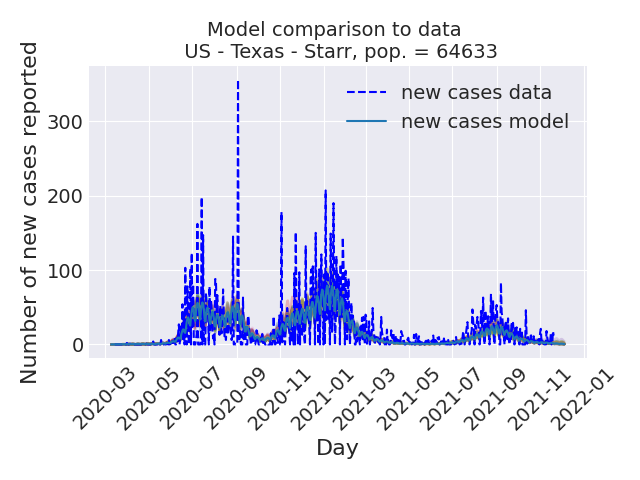 Model comparison to data
US - Texas - Starr, pop. = 64633
new cases data
new cases model
Number of new cases reported
300
200
100
0
2020-03
2020-05
2020-07
2020-09
2020-11
2021-01
2021-03
2021-05
2021-07
2021-09
2021-11
2022-01
Day